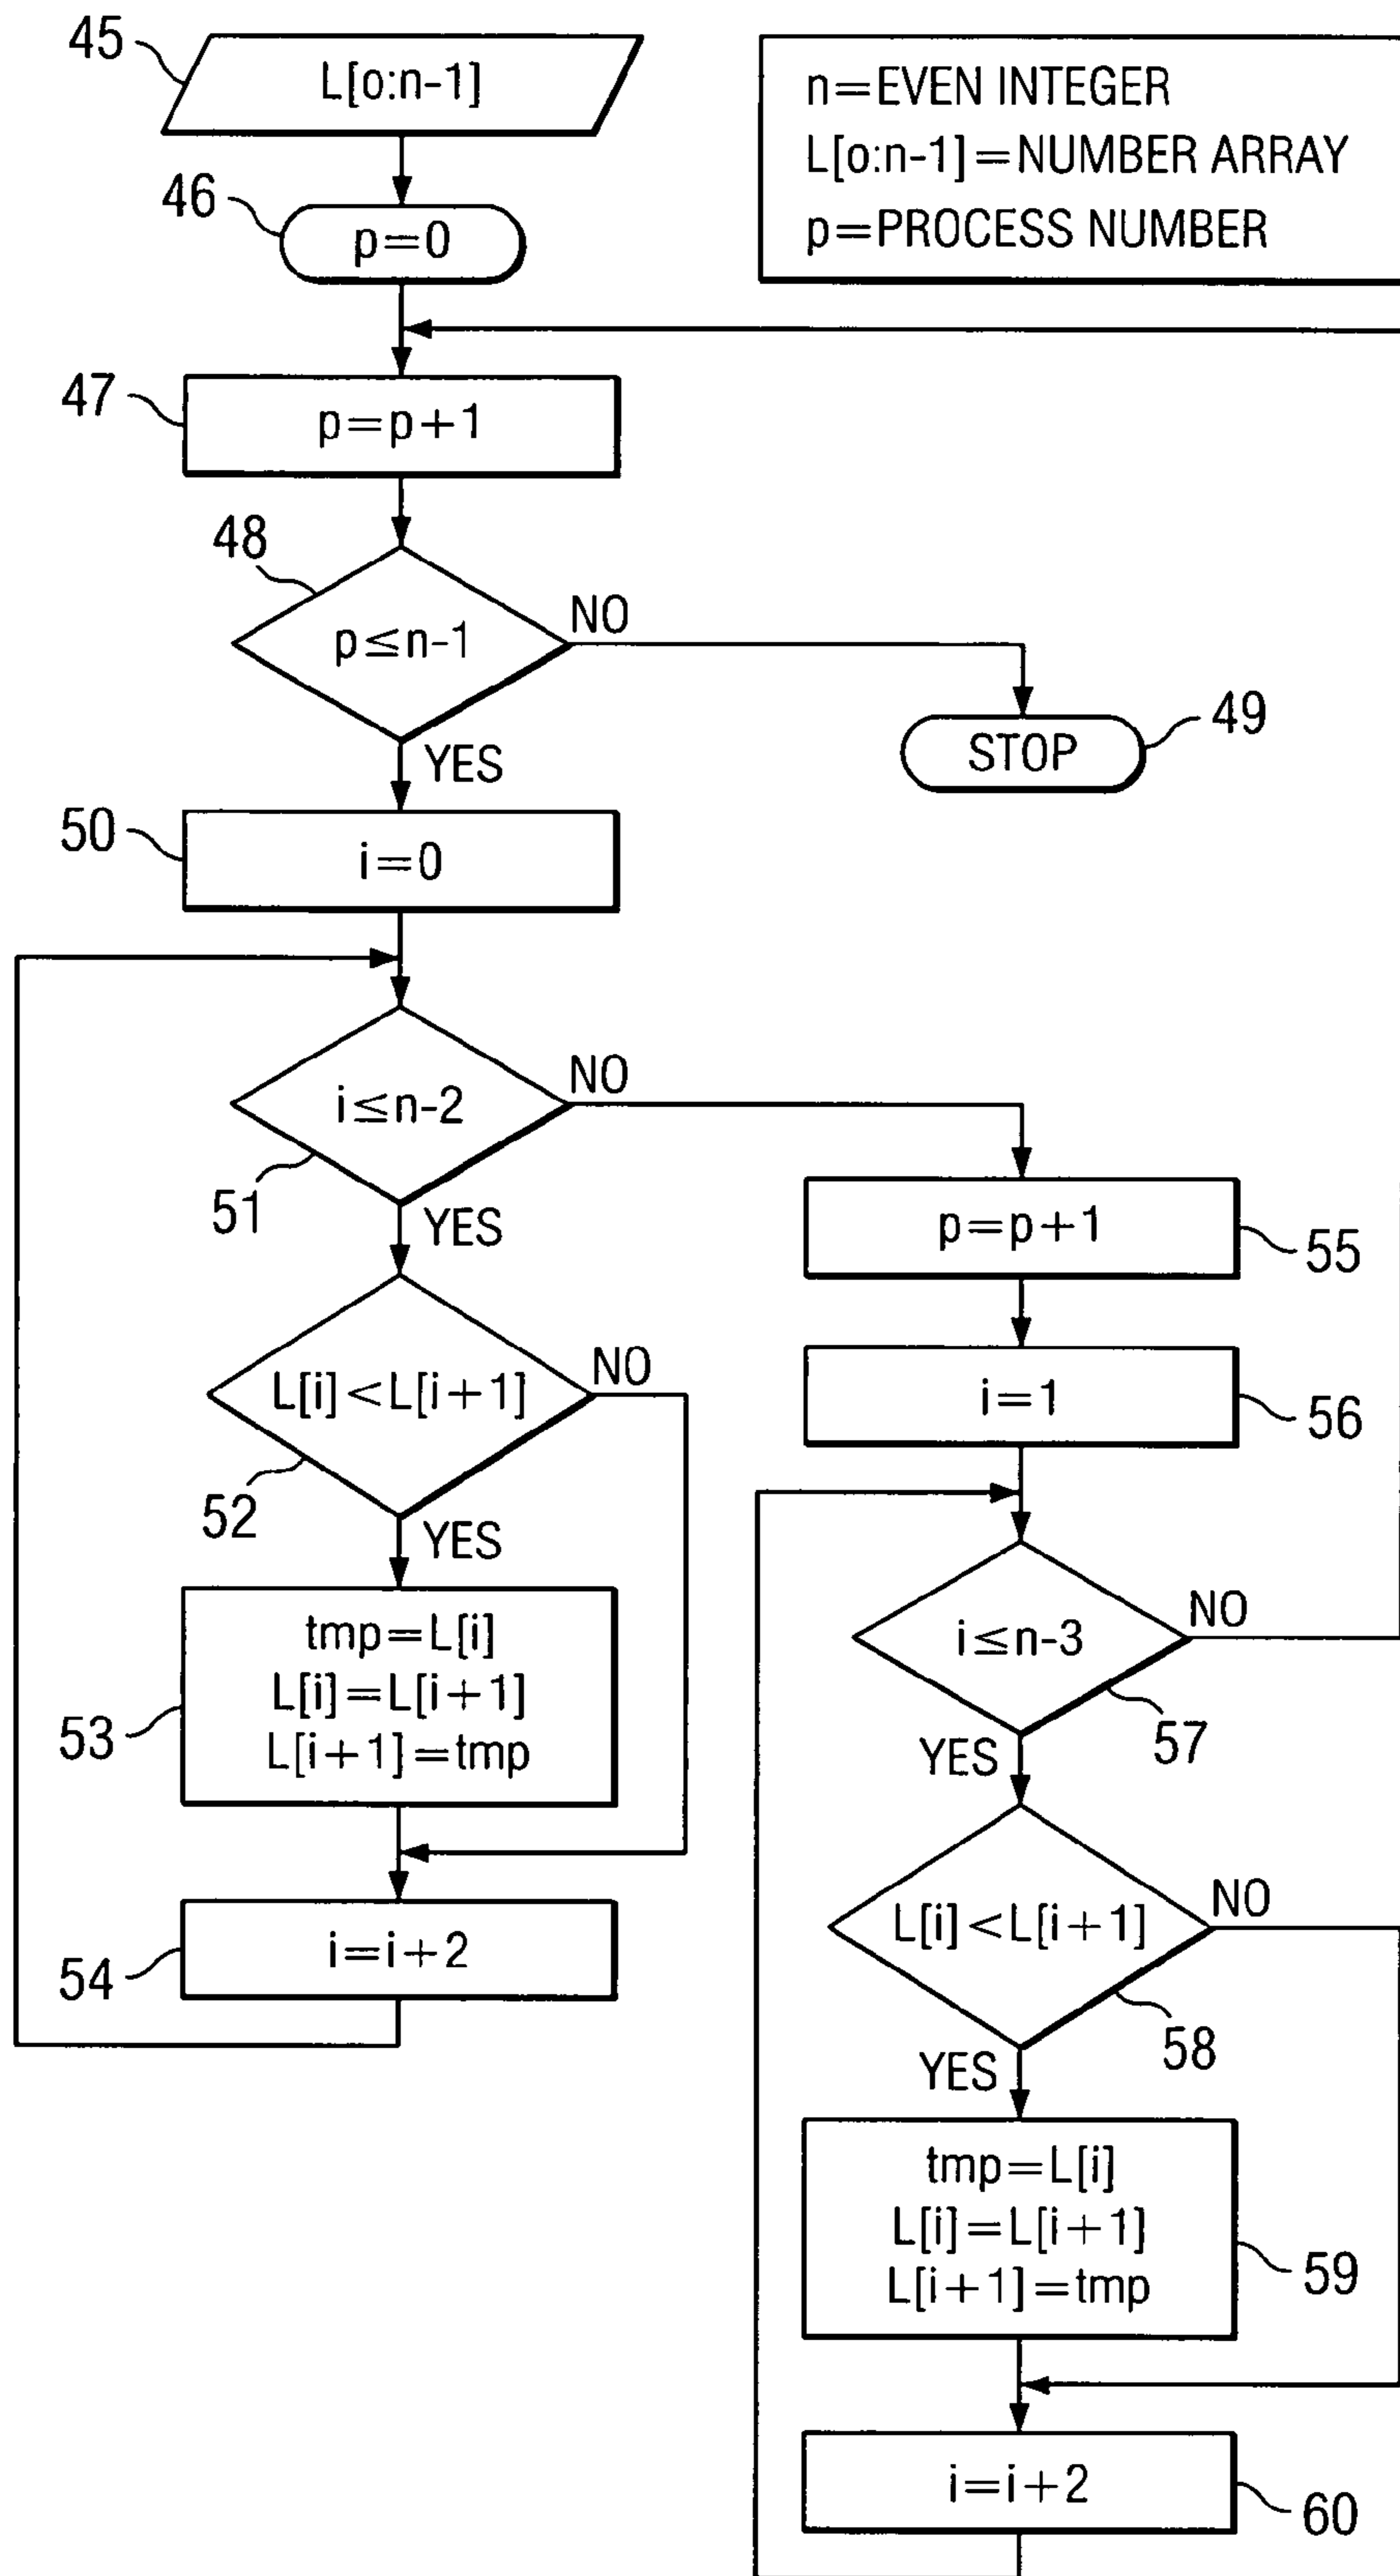 45
L[o:n-1]
n=EVEN INTEGER
L[o:n-1]=NUMBER ARRAY
p=PROCESS NUMBER
46
p=0
47
p=p+1
48
p≤n-1
NO
YES
49
STOP
50
i=0
i≤n-2
NO
51
YES
L[i]<L[i+1]
NO
52
YES
53
tmp=L[i]
L[i]=L[i+1]
L[i+1]=tmp
54
i=i+2
p=p+1
55
i=1
56
i≤n-3
NO
57
YES
L[i]<L[i+1]
NO
58
YES
tmp=L[i]
L[i]=L[i+1]
L[i+1]=tmp
59
i=i+2
60